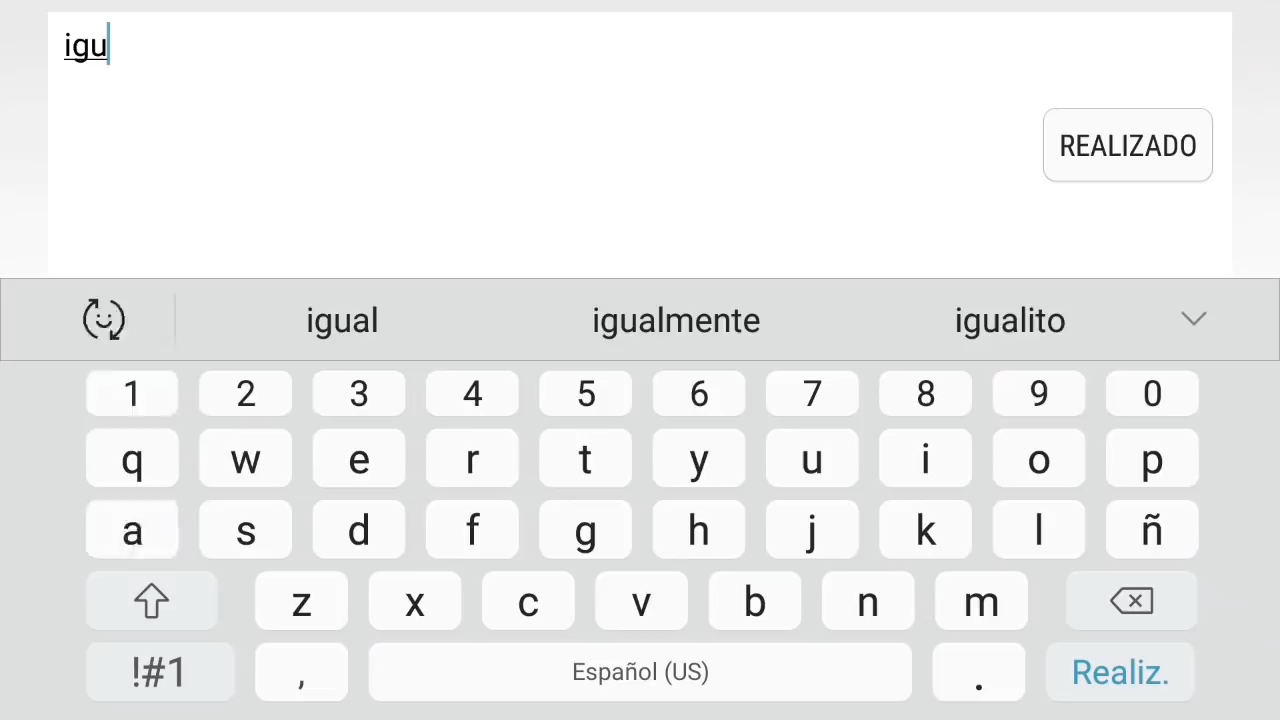 igu
REALIZADO
igual igualmente igualito
1 2 3 4 5 6 7 8 9 0
q w e r t y u i o p
a s d f g h j k l ñ
z x c v b n m
!#1 , Español (US) . Realiz.